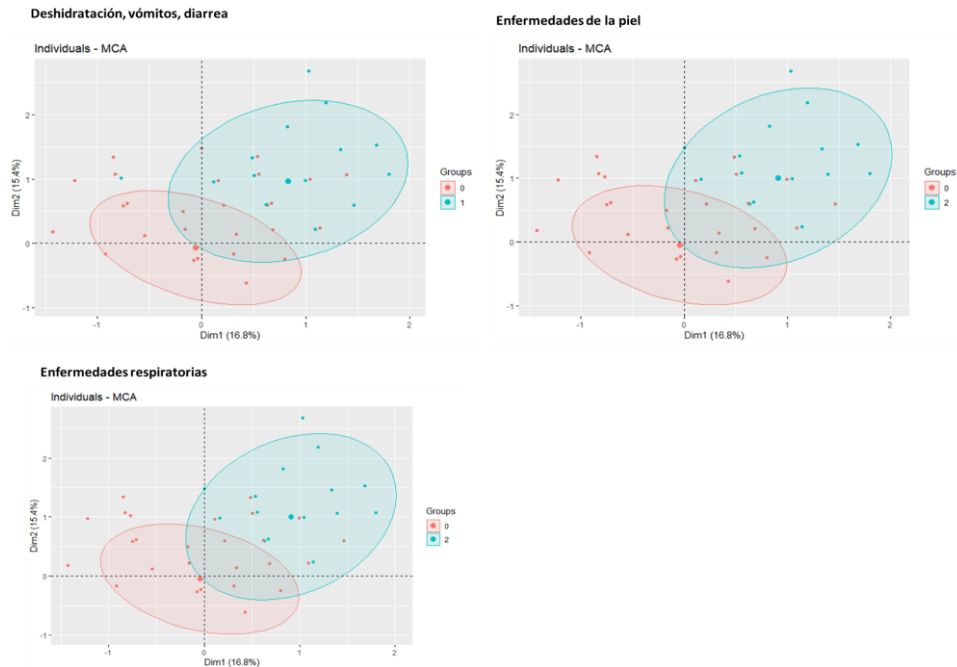 Deshidratación, vómitos, diarrea
Individuals - MCA
2
1
0
-1
Dim2 (15.4%)
-1
0
1
2
Dim1 (16.8%)
Groups
0
1
Enfermedades de la piel
Individuals - MCA
2
1
0
-1
Dim2 (15.4%)
-1
0
1
2
Dim1 (16.8%)
Groups
0
2
Enfermedades respiratorias
Individuals - MCA
2
1
0
-1
Dim2 (15.4%)
-1
0
1
2
Dim1 (16.8%)
Groups
0
2